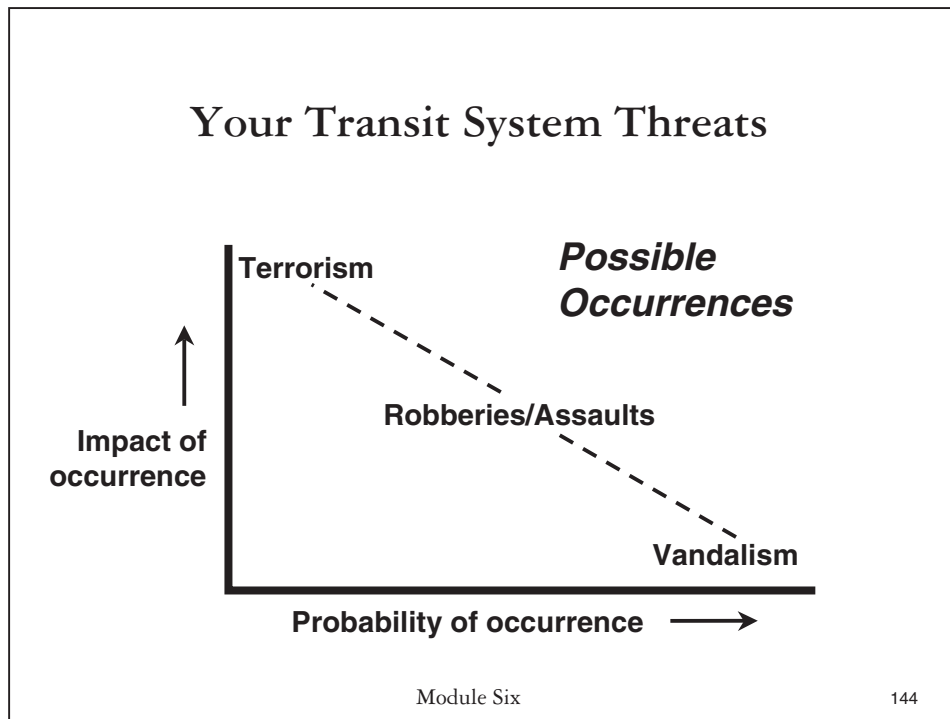 Your Transit System Threats
Possible
Occurrences
Terrorism
Robberies/Assaults
Impact of
occurrence
Vandalism
Probability of occurrence
Module Six
144